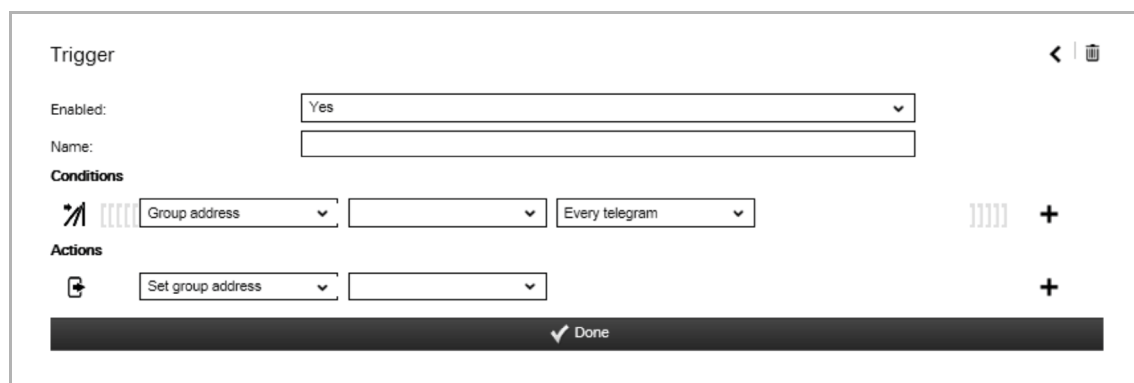 Trigger
Enabled: Yes
Name:
Conditions
[[[[[ Group address Every telegram ]]]]]
Actions
Set group address
Done